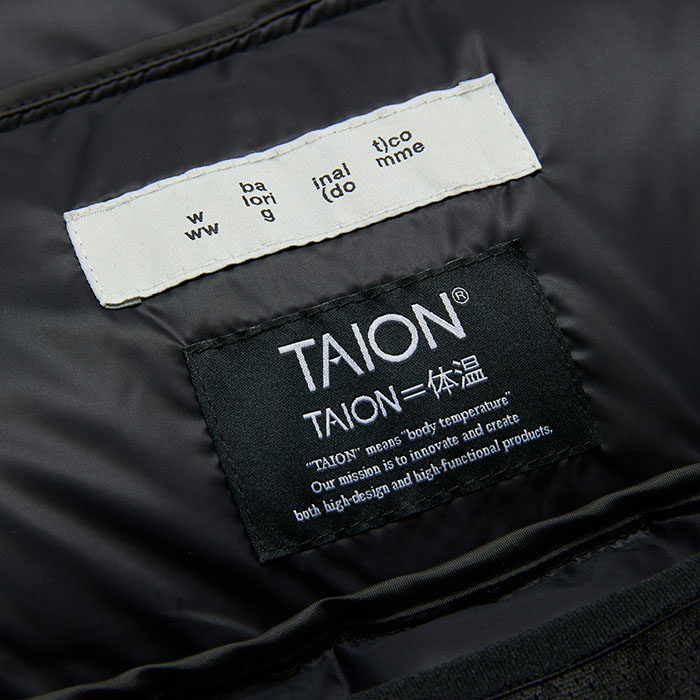 w
ww
ba
lori
g
inal
(do
t)co
mme
TAION®
TAION=体温
"TAION" means "body temperature"
Our mission is to innovate and create
both high-design and high-functional products.